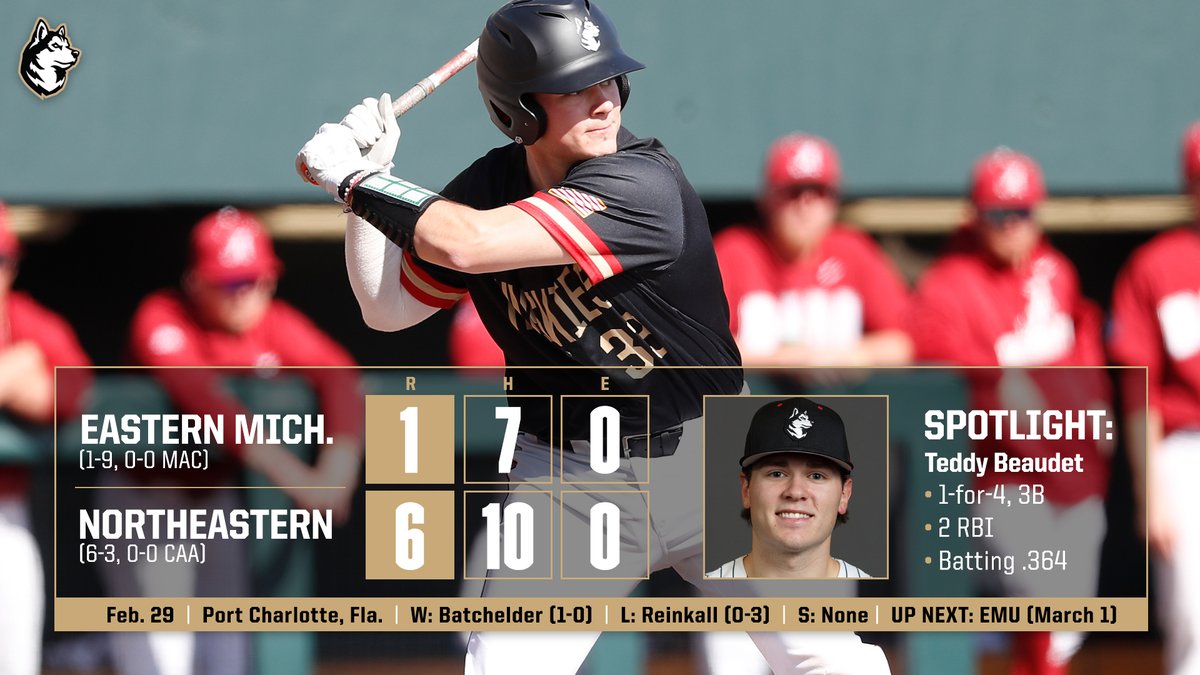 R H E
EASTERN MICH. 1 7 0
(1-9, 0-0 MAC)
NORTHEASTERN 6 10 0
(6-3, 0-0 CAA)
SPOTLIGHT:
Teddy Beaudet
• 1-for-4, 3B
• 2 RBI
• Batting .364
Feb. 29 | Port Charlotte, Fla. | W: Batchelder (1-0) | L: Reinkall (0-3) | S: None | UP NEXT: EMU (March 1)